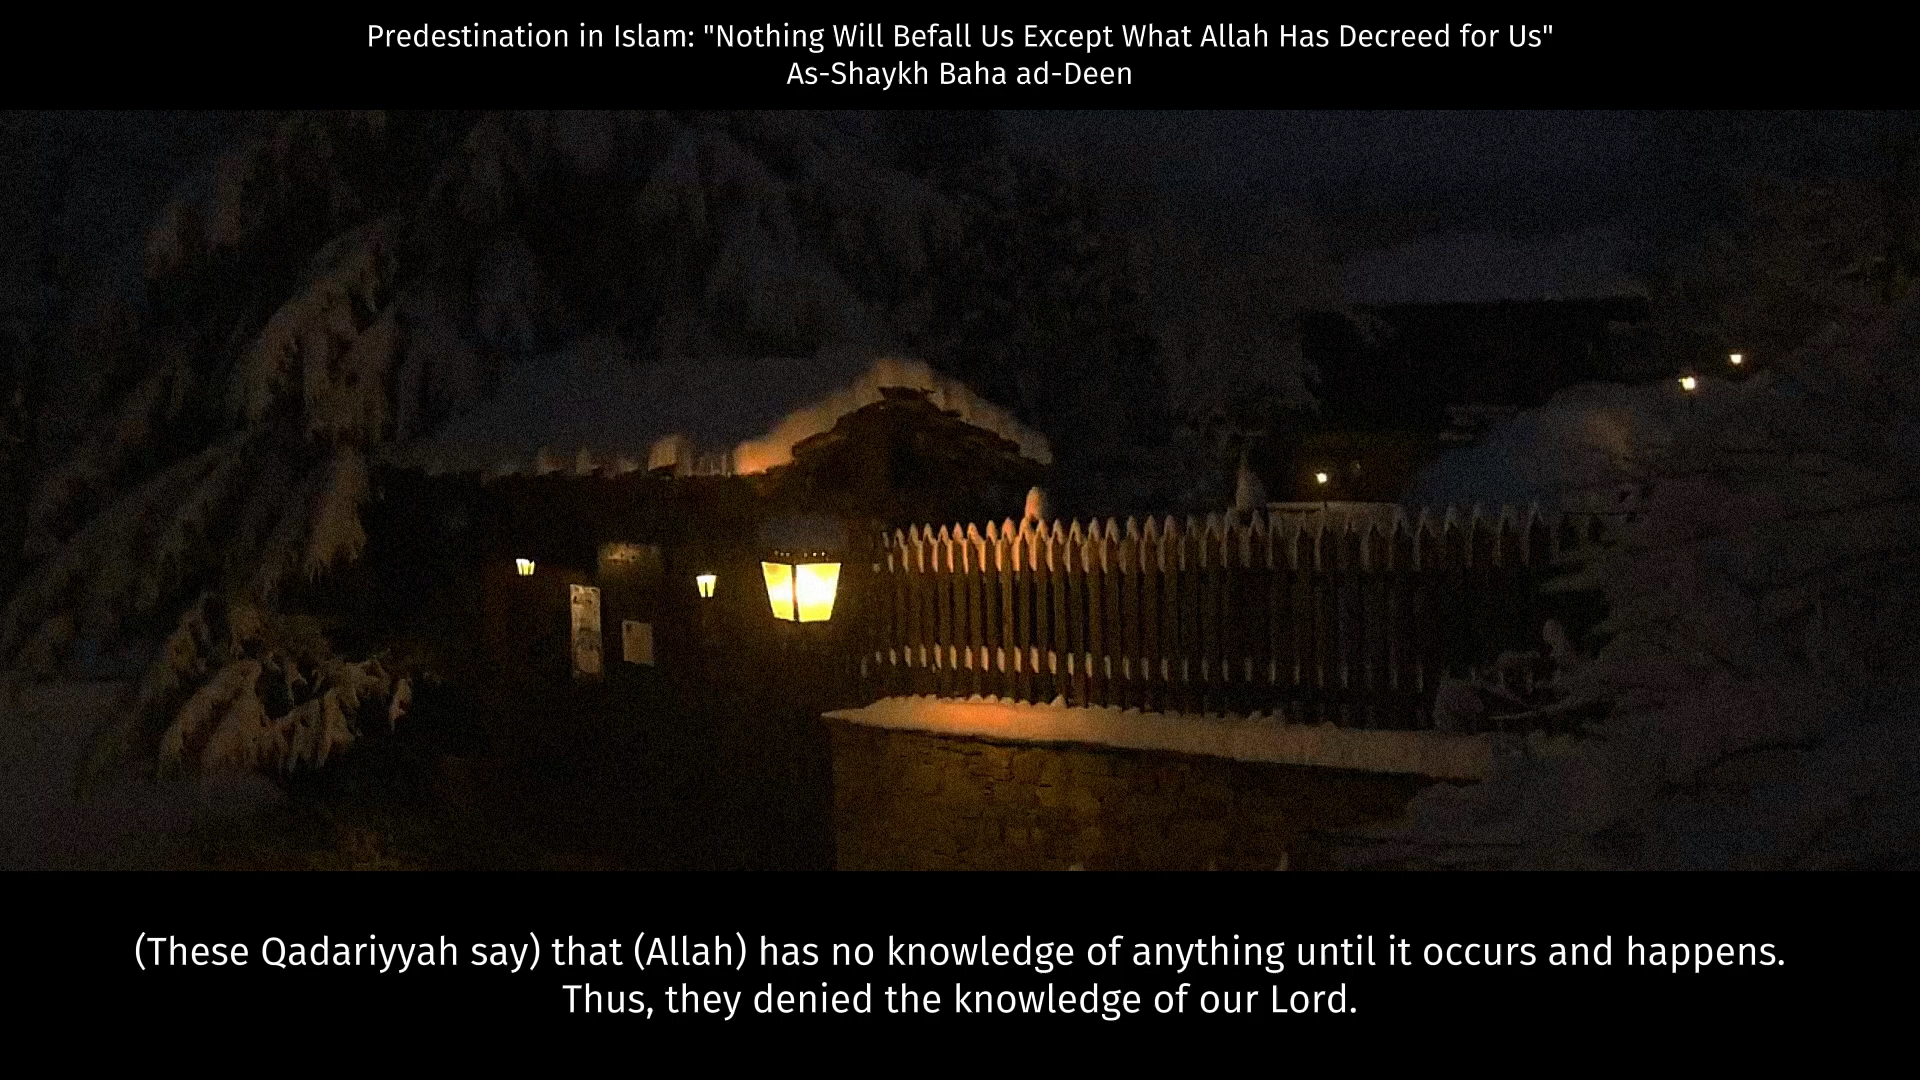 Predestination in Islam: "Nothing Will Befall Us Except What Allah Has Decreed for Us"
As-Shaykh Baha ad-Deen
(These Qadariyyah say) that (Allah) has no knowledge of anything until it occurs and happens.
Thus, they denied the knowledge of our Lord.